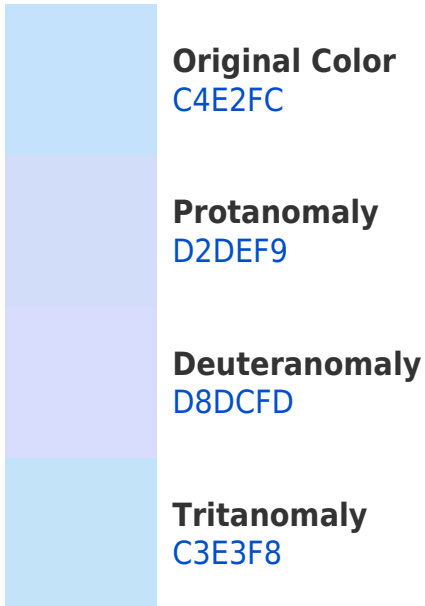 Original Color
C4E2FC
Protanomaly
D2DEF9
Deuteranomaly
D8DCFD
Tritanomaly
C3E3F8